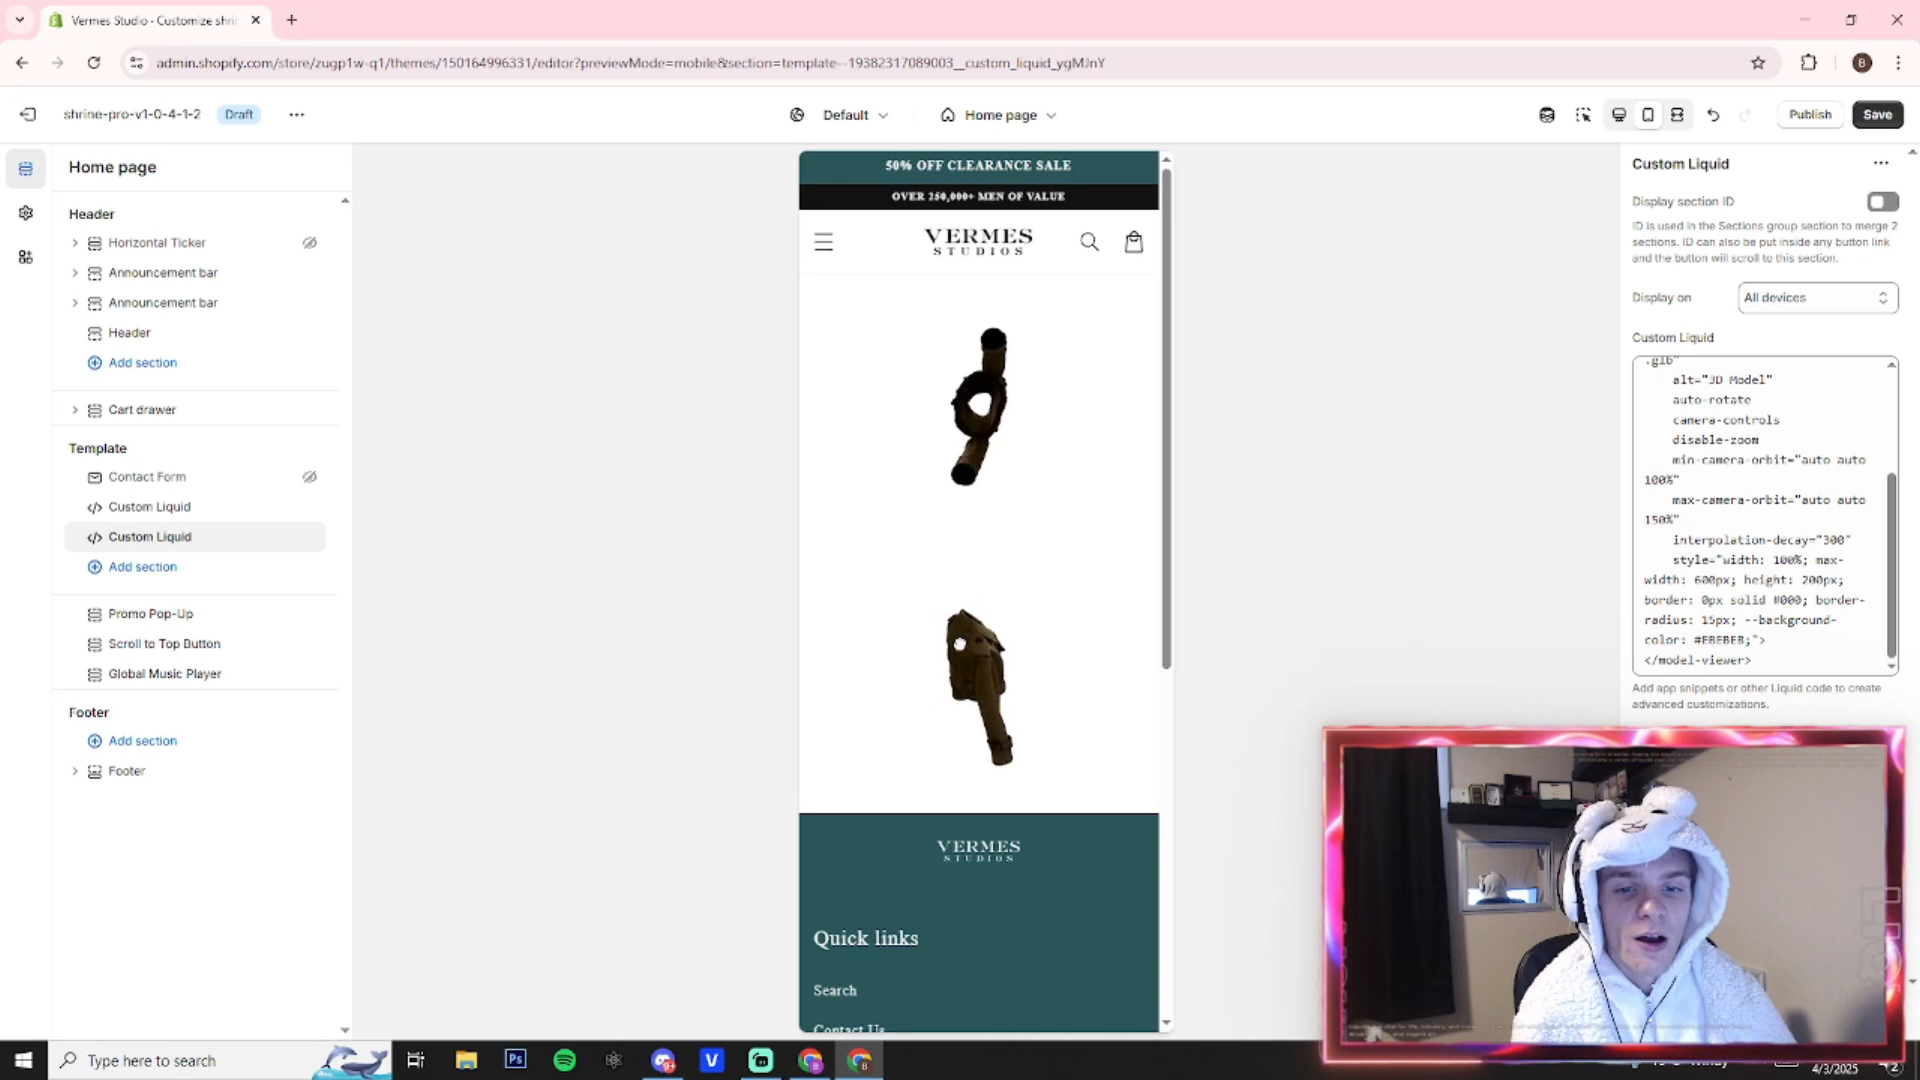 Vermes Studio · Customize shri
admin.shopify.com/store/zugp1w-q1/themes/150164996331/editor?previewMode=mobile&section=template--19382317089003__custom_liquid_ygMJnY
B
shrine-pro-v1-0-4-1-2
Draft
Default
Home page
Publish
Save
Home page
Header
Horizontal Ticker
Announcement bar
Announcement bar
Header
Add section
Cart drawer
Template
Contact Form
Custom Liquid
Custom Liquid
Add section
Promo Pop-Up
Scroll to Top Button
Global Music Player
Footer
Add section
Footer
50% OFF CLEARANCE SALE
OVER 250,000+ MEN OF VALUE
VERMES
STUDIOS
VERMES
STUDIOS
Quick links
Search
Contact Us
Custom Liquid
Display section ID
ID is used in the Sections group section to merge 2
sections. ID can also be put inside any button link
and the button will scroll to this section.
Display on
All devices
Custom Liquid
.glb"
alt="3D Model"
auto-rotate
camera-controls
disable-zoom
min-camera-orbit="auto auto
100%"
max-camera-orbit="auto auto
150%"
interpolation-decay="300"
style="width: 100%; max-
width: 600px; height: 200px;
border: 0px solid #000; border-
radius: 15px; --background-
color: #EBEBEB;">
</model-viewer>
Add app snippets or other Liquid code to create
advanced customizations.
Type here to search
Ps
V
B
B
4/3/2025
2